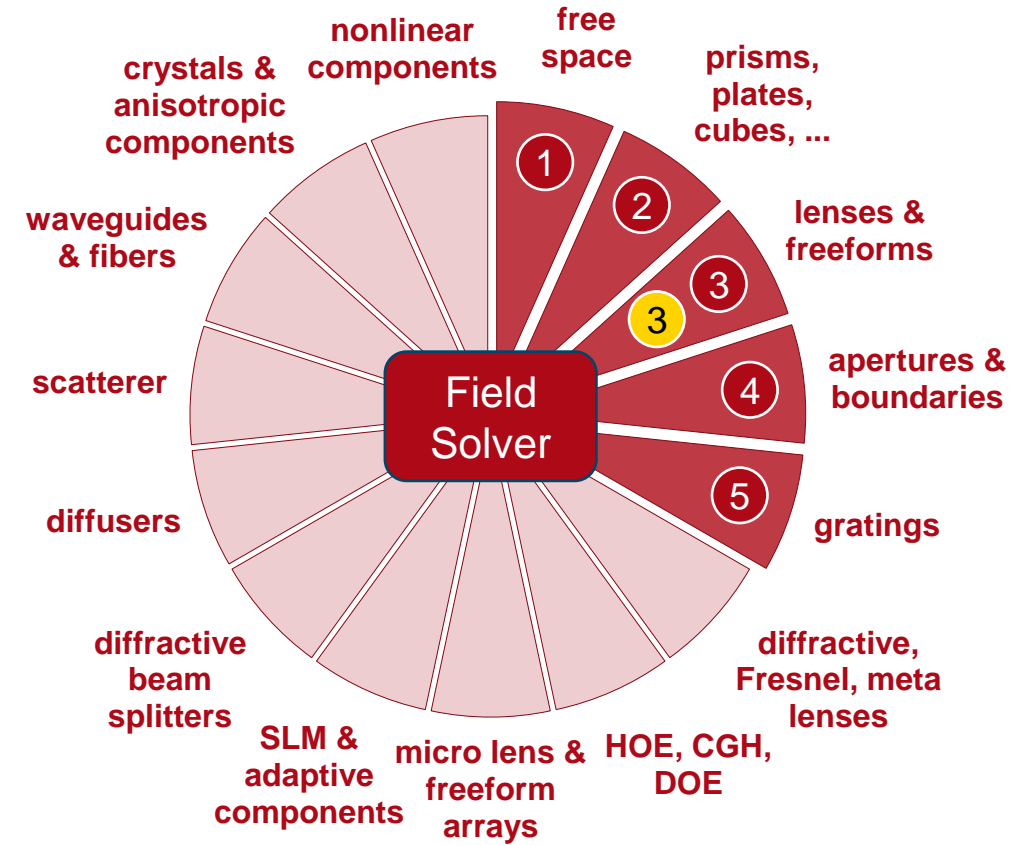 free
space
prisms,
plates,
cubes, ...
lenses &
freeforms
apertures &
boundaries
gratings
diffractive,
Fresnel, meta
lenses
HOE, CGH,
DOE
micro lens &
freeform
arrays
SLM &
adaptive
components
diffractive
beam
splitters
diffusers
scatterer
waveguides
& fibers
crystals &
anisotropic
components
nonlinear
components
1
2
3
3
4
5
Field
Solver